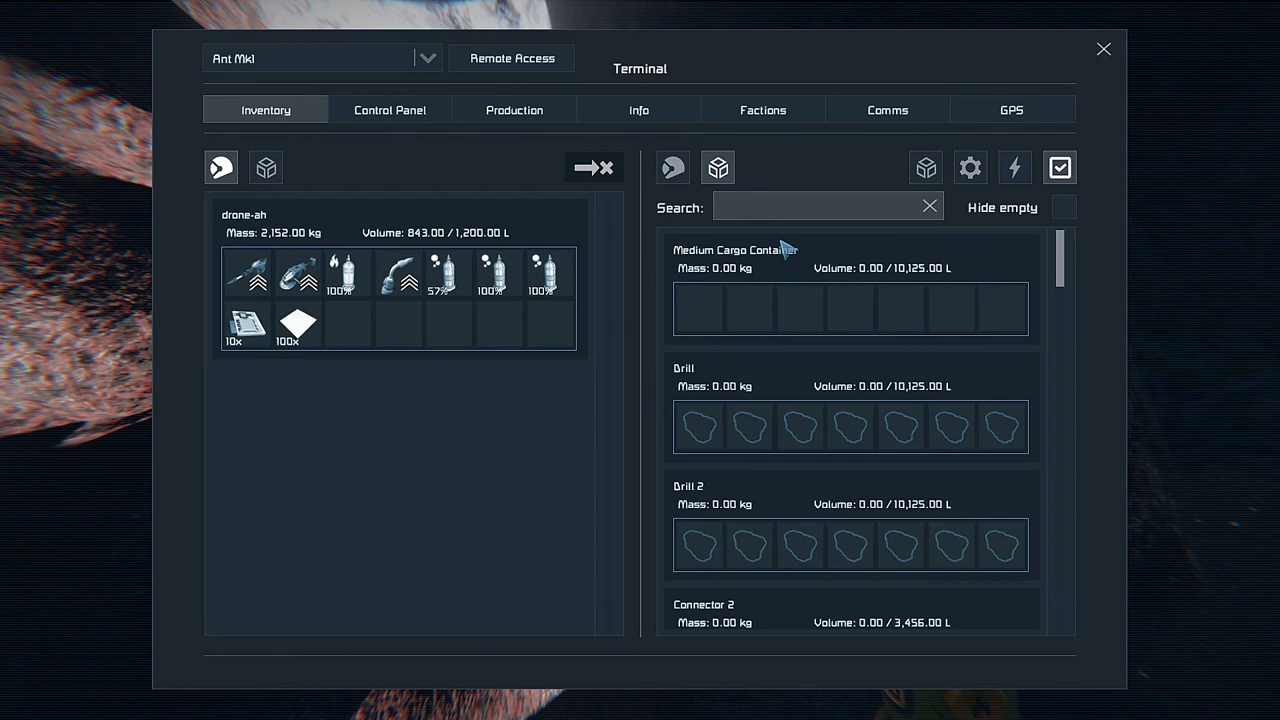 Ant Mk1
Remote Access
Terminal
Inventory
Control Panel
Production
Info
Factions
Comms
GPS
Search:
Hide empty
drone-ah
Mass: 2,152.00 kg
Volume: 843.00 / 1,200.00 L
100%
57%
100%
100%
10x
100x
Medium Cargo Container
Mass: 0.00 kg
Volume: 0.00 / 10,125.00 L
Drill
Mass: 0.00 kg
Volume: 0.00 / 10,125.00 L
Drill 2
Mass: 0.00 kg
Volume: 0.00 / 10,125.00 L
Connector 2
Mass: 0.00 kg
Volume: 0.00 / 3,456.00 L